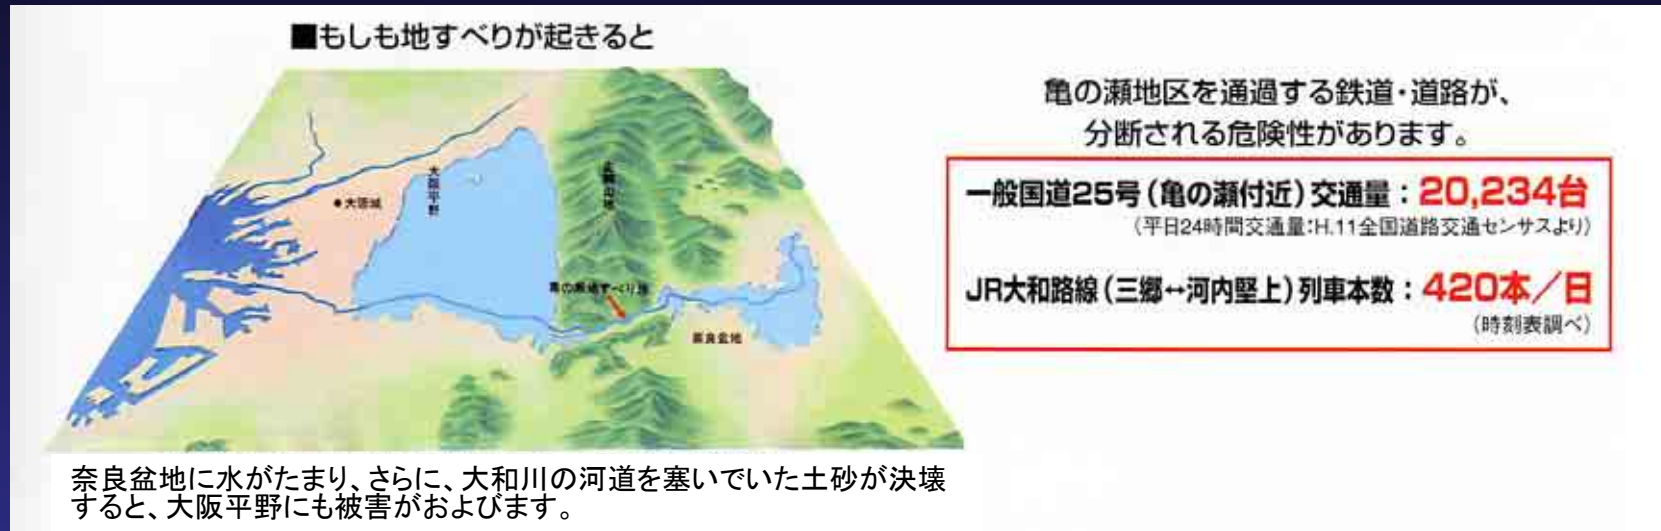 ■もしも地すべりが起きると
大阪平野
●大阪城
亀の瀬地すべり地
奈良盆地
奈良盆地に水がたまり、さらに、大和川の河道を塞いでいた土砂が決壊
すると、大阪平野にも被害がおよびます。
亀の瀬地区を通過する鉄道・道路が、
分断される危険性があります。
一般国道25号(亀の瀬付近)交通量:20,234台
(平日24時間交通量:H.11全国道路交通センサスより)
JR大和路線(三郷↔河内堅上)列車本数:420本/日
(時刻表調べ)